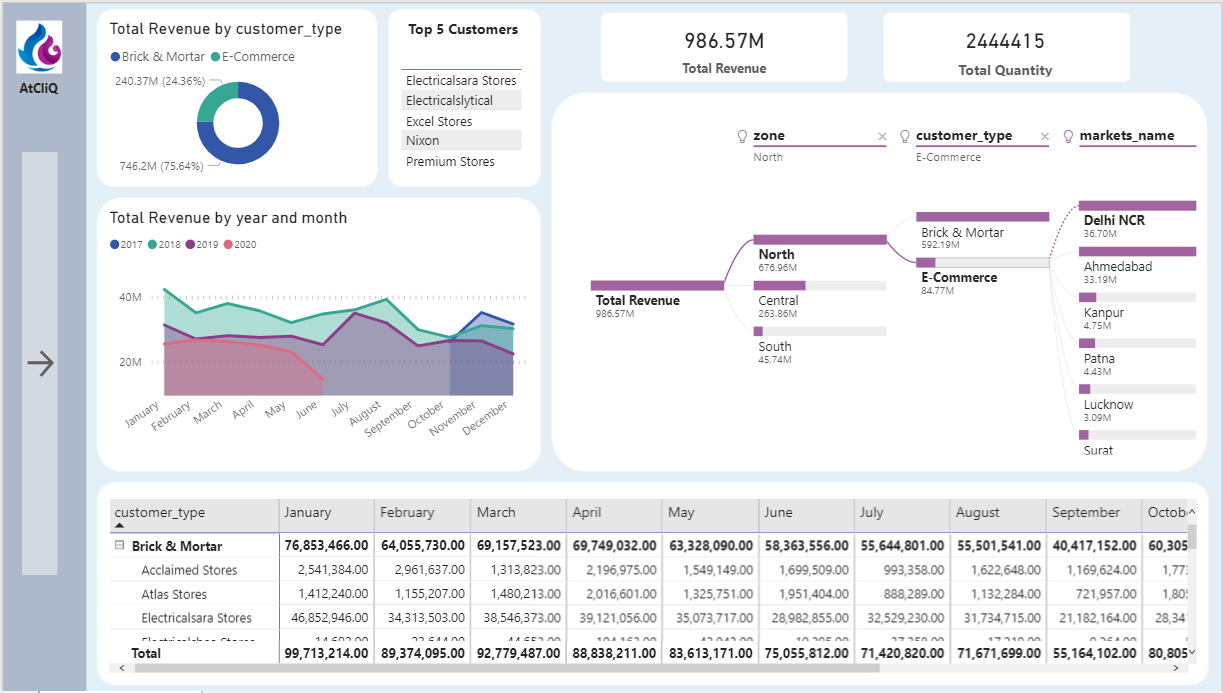 AtCliQ
Total Revenue by customer_type
Brick & Mortar E-Commerce
240.37M (24.36%)
746.2M (75.64%)
Top 5 Customers
Electricalsara Stores
Electricalslytical
Excel Stores
Nixon
Premium Stores
986.57M
Total Revenue
2444415
Total Quantity
Total Revenue by year and month
2017 2018 2019 2020
40M
20M
January February March April May June July August September October November December
zone
North
customer_type
E-Commerce
markets_name
Total Revenue
986.57M
North
676.96M
Central
263.86M
South
45.74M
Brick & Mortar
592.19M
E-Commerce
84.77M
Delhi NCR
36.70M
Ahmedabad
33.19M
Kanpur
4.75M
Patna
4.43M
Lucknow
3.09M
Surat
customer_type January February March April May June July August September Octob
Brick & Mortar 76,853,466.00 64,055,730.00 69,157,523.00 69,749,032.00 63,328,090.00 58,363,556.00 55,644,801.00 55,501,541.00 40,417,152.00 60,305
Acclaimed Stores 2,541,384.00 2,961,637.00 1,313,823.00 2,196,975.00 1,549,149.00 1,699,509.00 993,358.00 1,622,648.00 1,169,624.00 1,773
Atlas Stores 1,412,240.00 1,155,207.00 1,480,213.00 2,016,601.00 1,325,751.00 1,951,404.00 888,289.00 1,132,284.00 721,957.00 1,805
Electricalsara Stores 46,852,946.00 34,313,503.00 38,546,373.00 39,121,056.00 35,073,717.00 28,982,855.00 32,529,230.00 31,734,715.00 21,182,164.00 28,34
Total 99,713,214.00 89,374,095.00 92,779,487.00 88,838,211.00 83,613,171.00 75,055,812.00 71,420,820.00 71,671,699.00 55,164,102.00 80,805